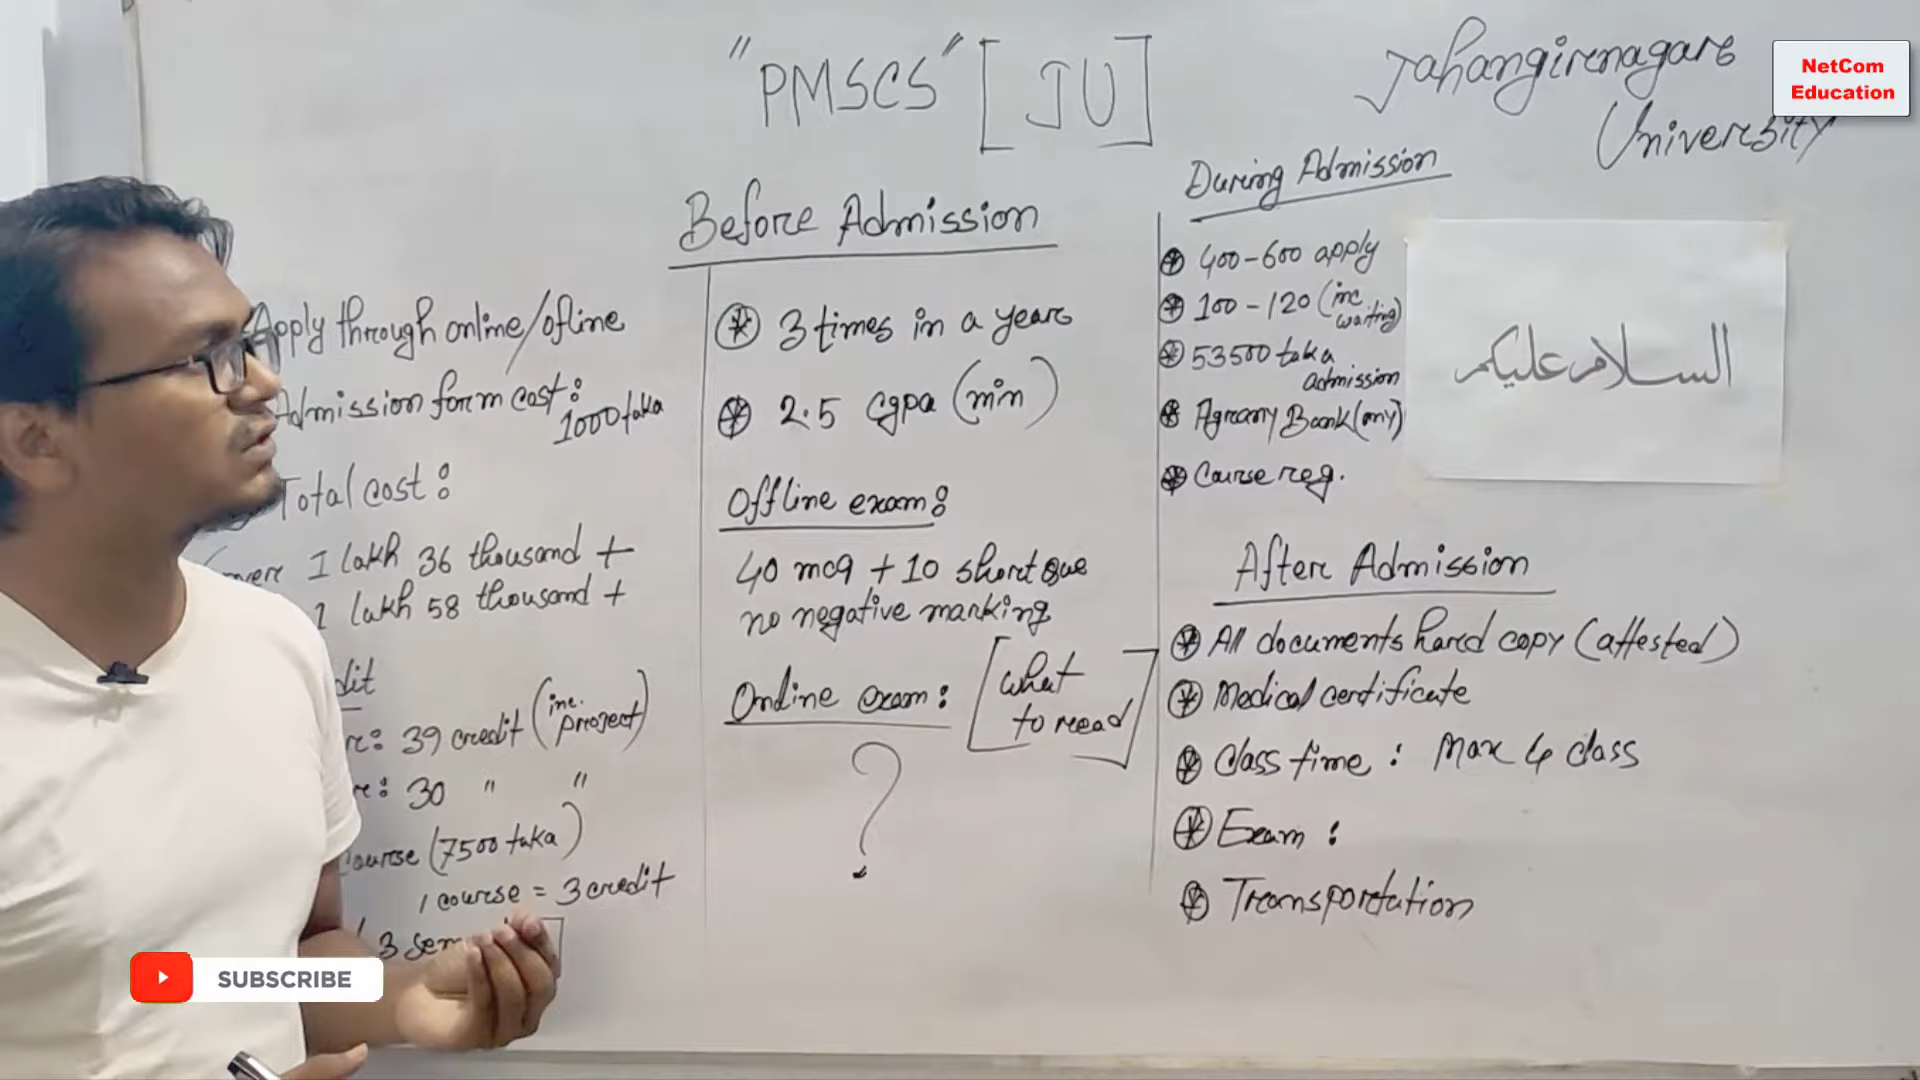 "PMSCS" [JU]
Jahangirnagar
University
NetCom
Education
Before Admission
Apply through online/ofline
Admission form cost:
1000 taka
Total cost:
1 lakh 36 thousand +
1 lakh 58 thousand +
39 credit (inc. project)
30 " "
course (7500 taka)
1 course = 3 credit
3 sem
3 times in a year
2.5 cgpa (min)
Offline exam:
40 mcq + 10 short que
no negative marking
Online exam:
[what
to read]
?
During Admission
400-600 apply
100-120 (inc
waiting)
53500 taka
admission
Agrany Bank (any)
Course reg.
السلام عليكم
After Admission
All documents hard copy (attested)
Medical certificate
Class time: Max 4 class
Exam:
Transportation
SUBSCRIBE